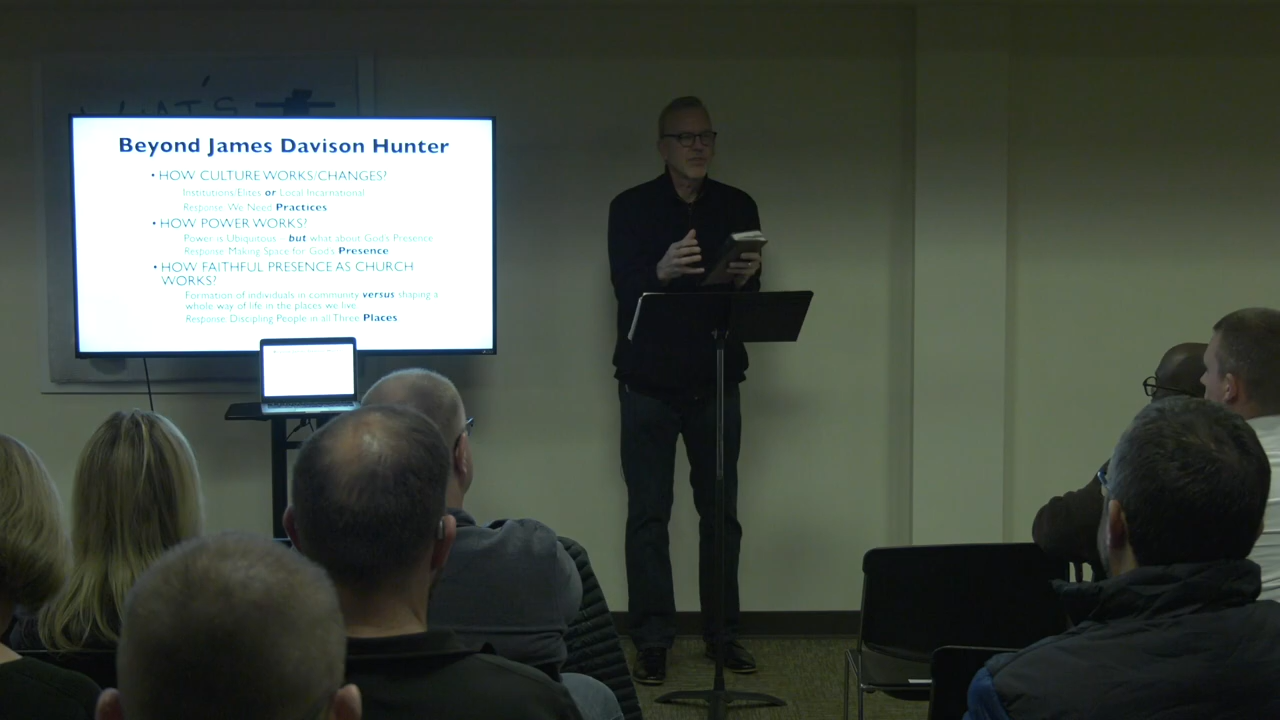 WHAT'S
Beyond James Davison Hunter
• HOW CULTURE WORKS/CHANGES?
Institutions/Elites or Local Incarnational
Response: We Need Practices
• HOW POWER WORKS?
Power is Ubiquitous but what about God's Presence
Response: Making Space for God's Presence
• HOW FAITHFUL PRESENCE AS CHURCH
WORKS?
Formation of individuals in community versus shaping a
whole way of life in the places we live
Response: Discipling People in all Three Places